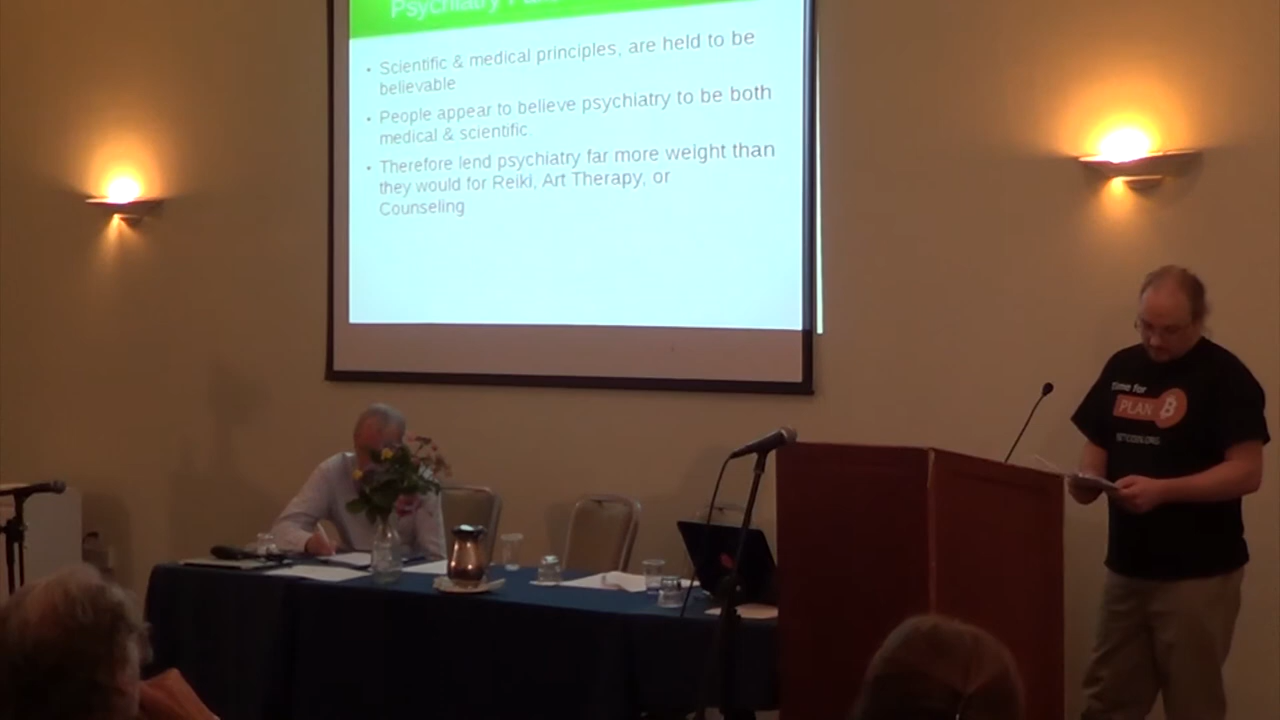 Psychiatry
• Scientific & medical principles, are held to be
believable
• People appear to believe psychiatry to be both
medical & scientific.
• Therefore lend psychiatry far more weight than
they would for Reiki, Art Therapy, or
Counseling
time for
PLAN B